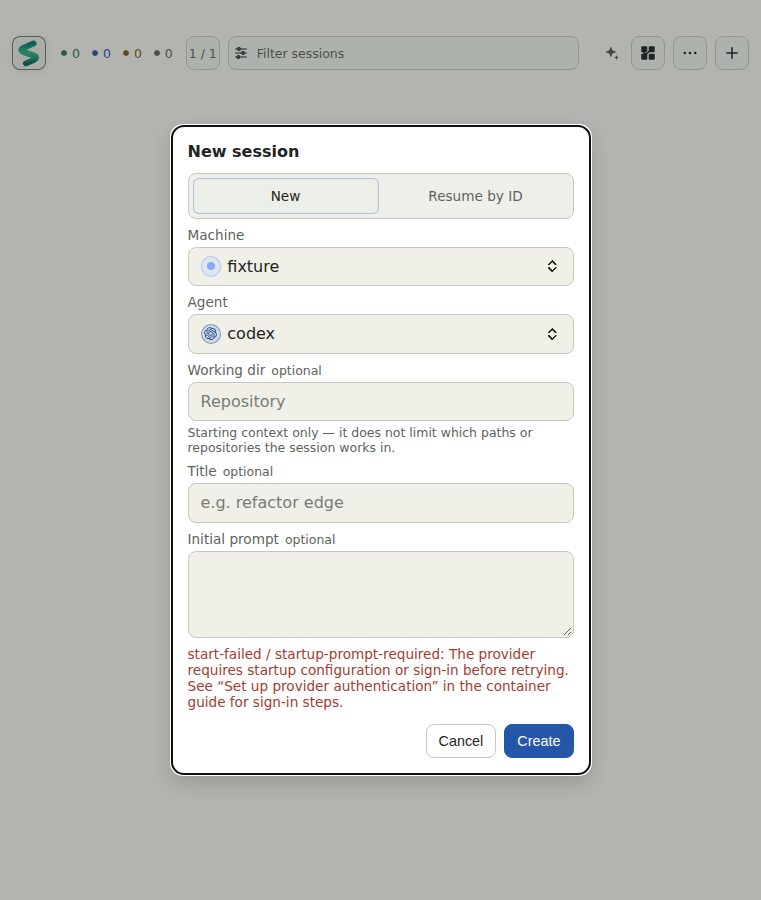 0 0 0 0 1 / 1 Filter sessions
New session
New Resume by ID
Machine
fixture
Agent
codex
Working dir optional
Repository
Starting context only — it does not limit which paths or
repositories the session works in.
Title optional
e.g. refactor edge
Initial prompt optional
start-failed / startup-prompt-required: The provider
requires startup configuration or sign-in before retrying.
See “Set up provider authentication” in the container
guide for sign-in steps.
Cancel Create